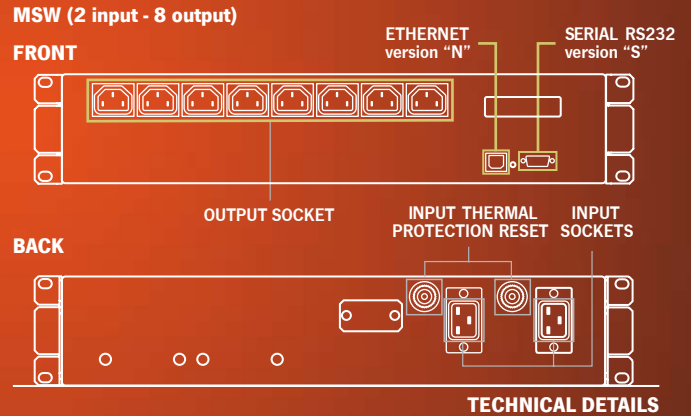 MSW (2 input - 8 output)
FRONT
ETHERNET
version “N”
SERIAL RS232
version “S”
OUTPUT SOCKET
INPUT THERMAL
PROTECTION RESET
INPUT
SOCKETS
BACK
TECHNICAL DETAILS